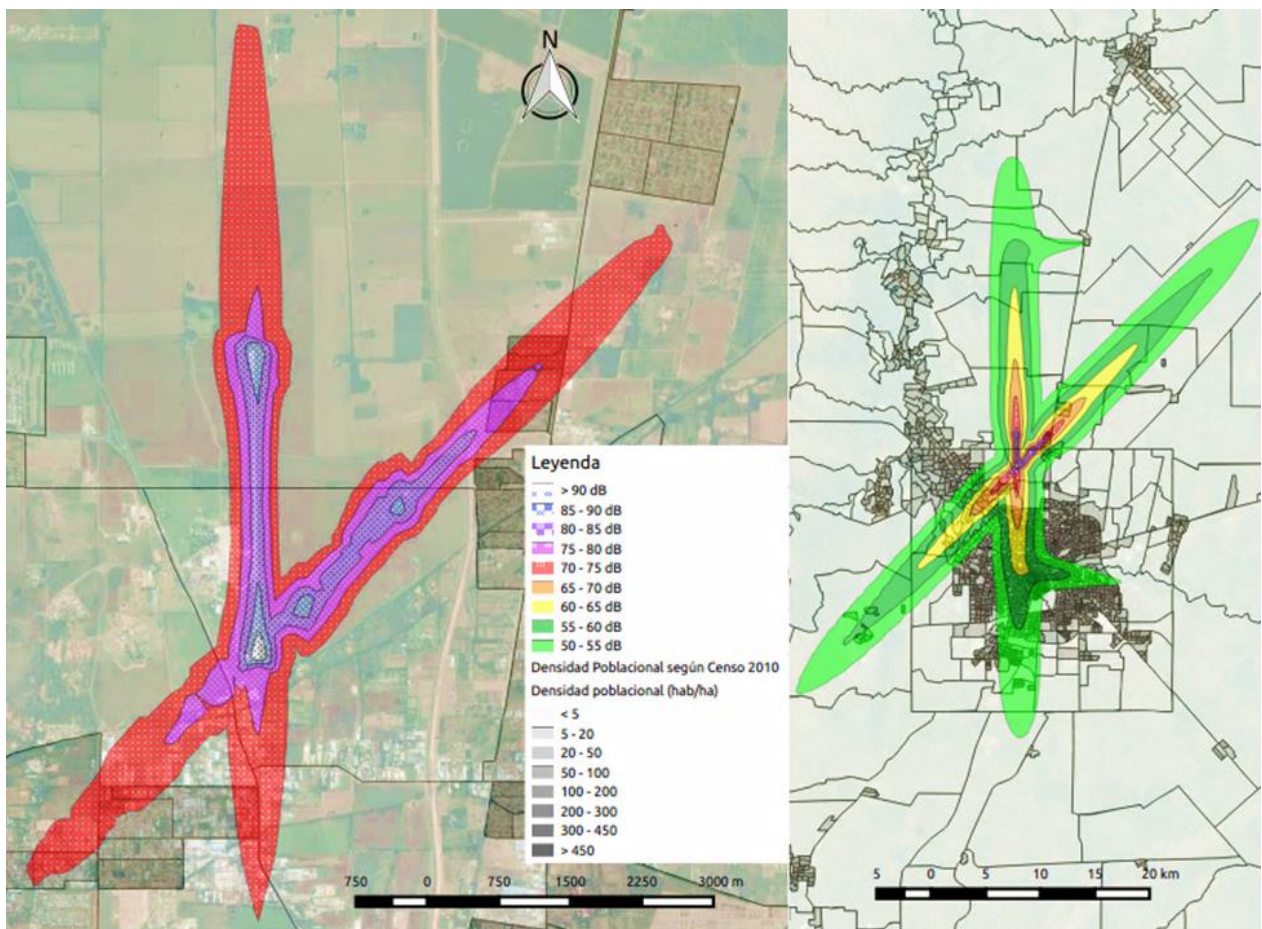 N
Leyenda
> 90 dB
85 - 90 dB
80 - 85 dB
75 - 80 dB
70 - 75 dB
65 - 70 dB
60 - 65 dB
55 - 60 dB
50 - 55 dB
Densidad Poblacional según Censo 2010
Densidad poblacional (hab/ha)
< 5
5 - 20
20 - 50
50 - 100
100 - 200
200 - 300
300 - 450
> 450
750 0 750 1500 2250 3000 m
5 0 5 10 15 20 km